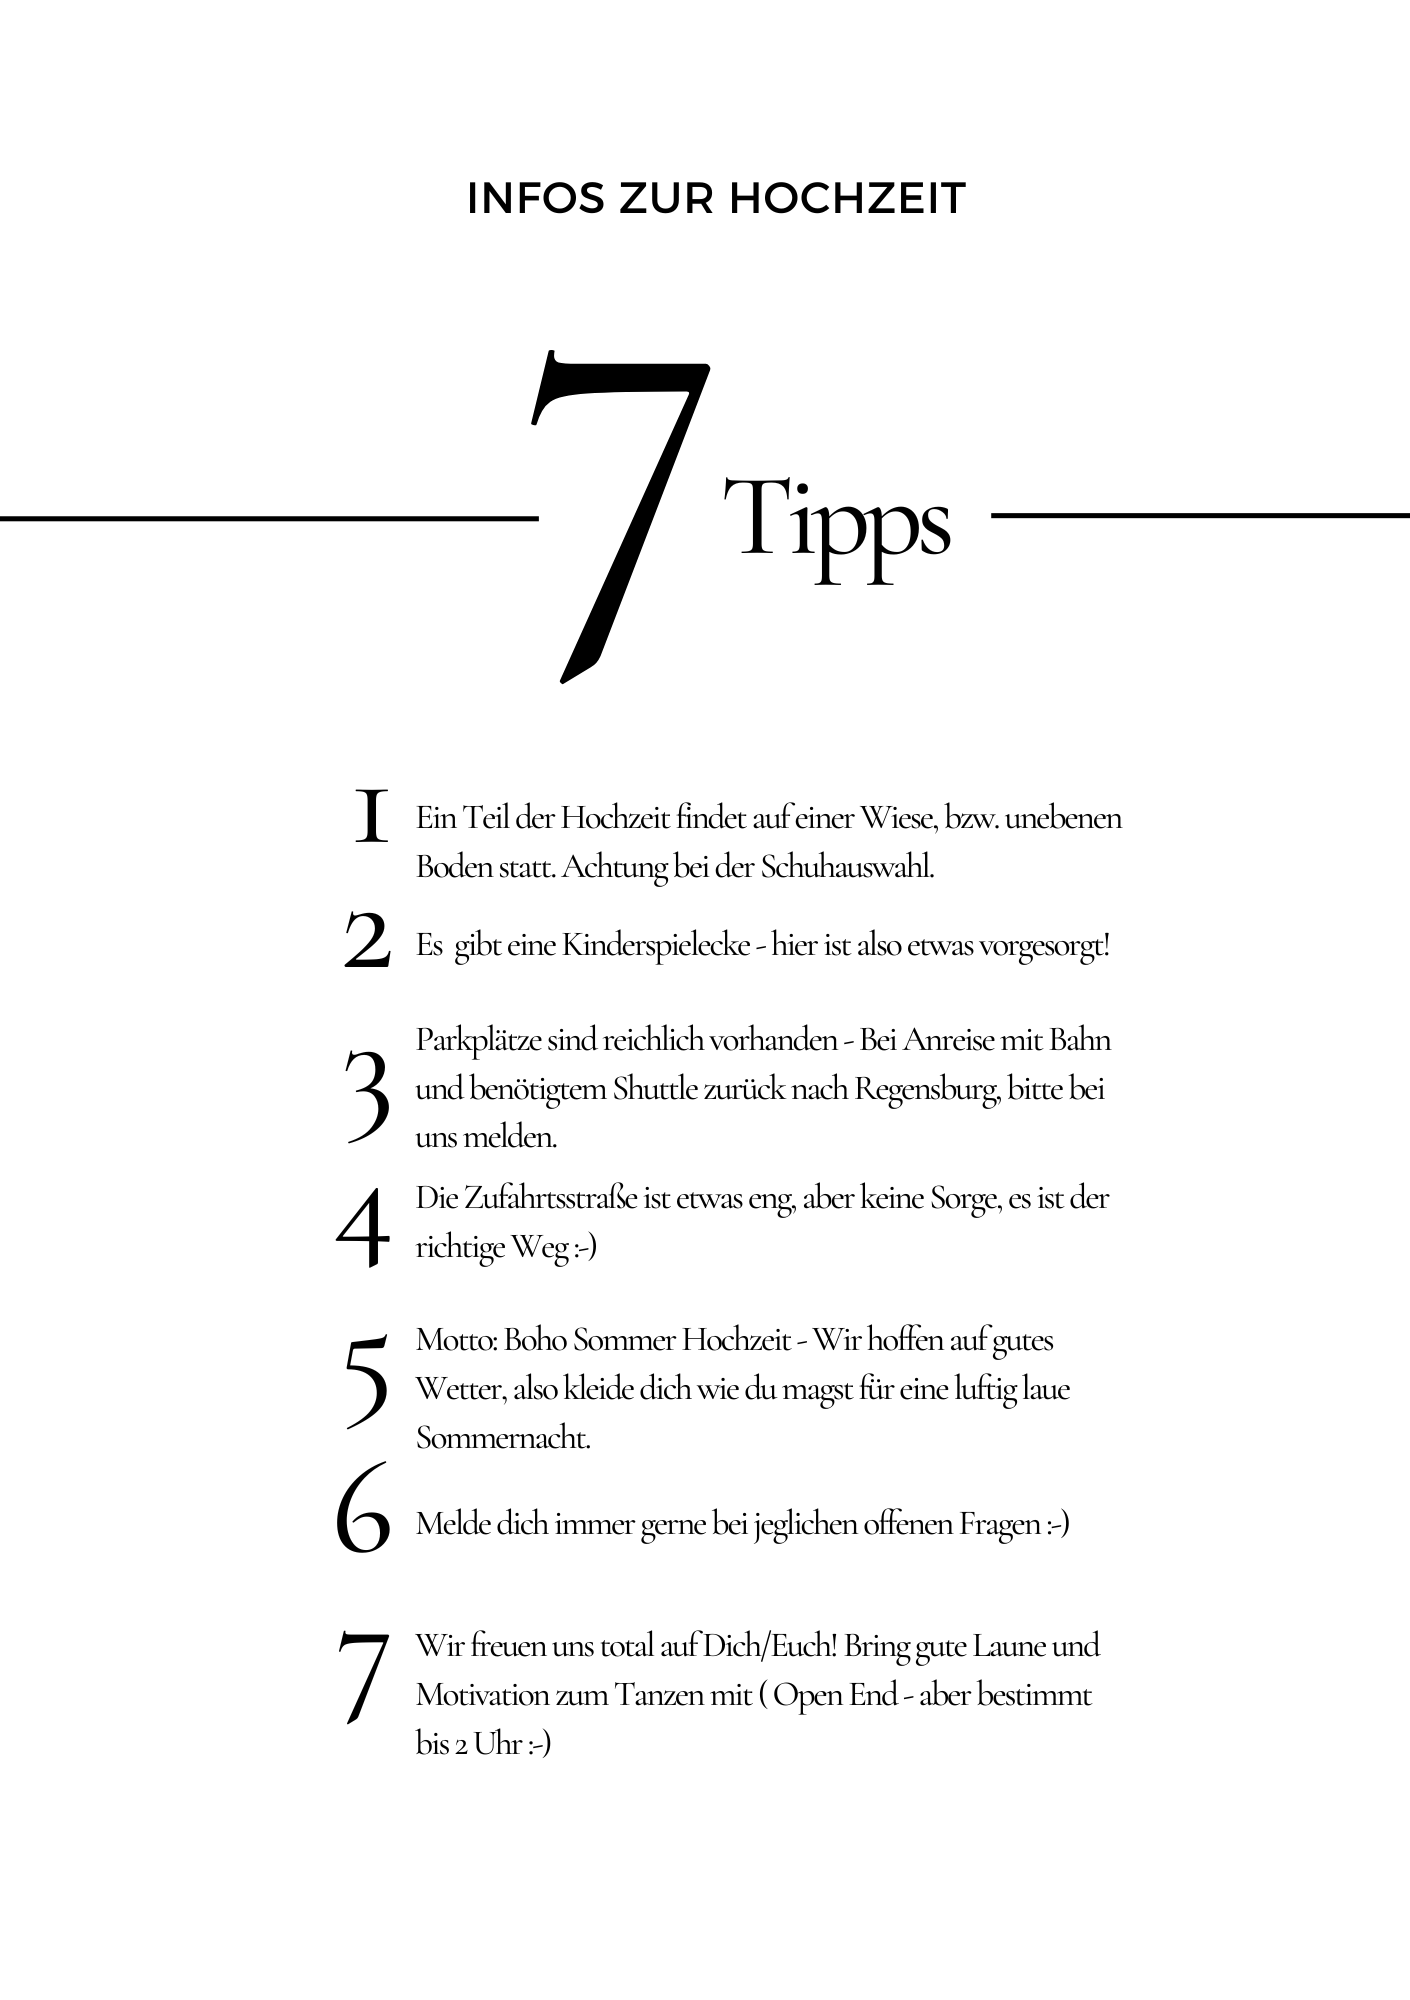 INFOS ZUR HOCHZEIT
7 Tipps
1 Ein Teil der Hochzeit findet auf einer Wiese, bzw. unebenen
Boden statt. Achtung bei der Schuhauswahl.
2 Es  gibt eine Kinderspielecke - hier ist also etwas vorgesorgt!
3 Parkplätze sind reichlich vorhanden - Bei Anreise mit Bahn
und benötigtem Shuttle zurück nach Regensburg, bitte bei
uns melden.
4 Die Zufahrtsstraße ist etwas eng, aber keine Sorge, es ist der
richtige Weg :-)
5 Motto: Boho Sommer Hochzeit - Wir hoffen auf gutes
Wetter, also kleide dich wie du magst für eine luftig laue
Sommernacht.
6 Melde dich immer gerne bei jeglichen offenen Fragen :-)
7 Wir freuen uns total auf Dich/Euch! Bring gute Laune und
Motivation zum Tanzen mit ( Open End - aber bestimmt
bis 2 Uhr :-)